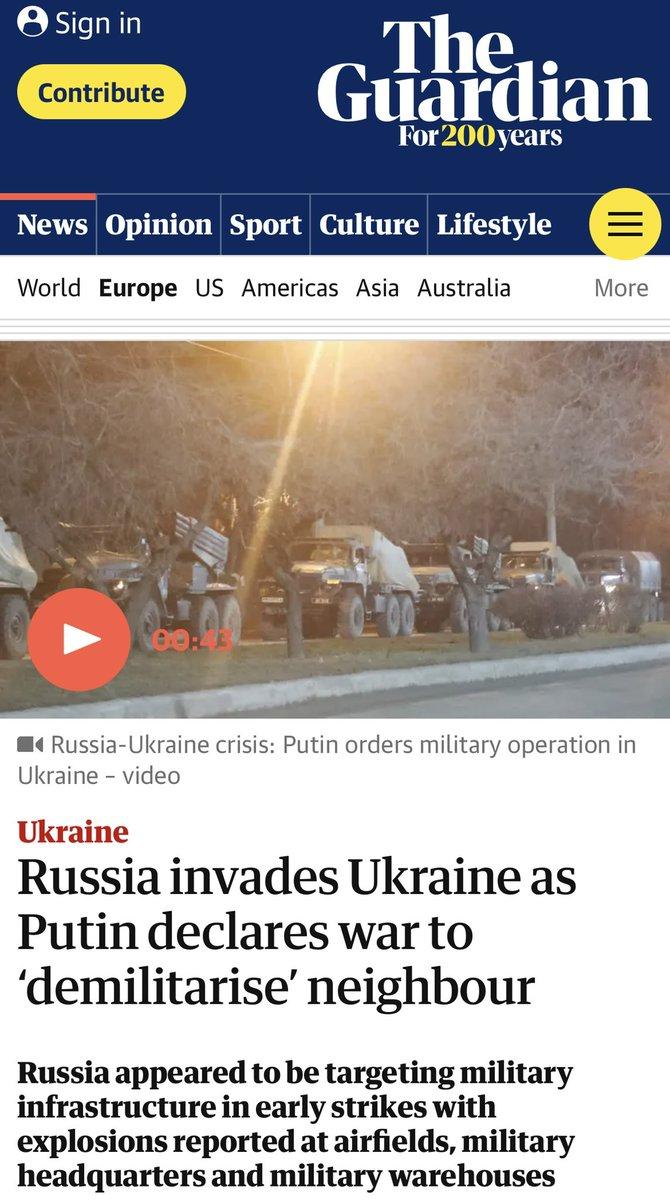 Sign in
Contribute
The
Guardian
For 200 years
News Opinion Sport Culture Lifestyle
World Europe US Americas Asia Australia More
00:43
Russia-Ukraine crisis: Putin orders military operation in
Ukraine – video
Ukraine
Russia invades Ukraine as
Putin declares war to
‘demilitarise’ neighbour
Russia appeared to be targeting military
infrastructure in early strikes with
explosions reported at airfields, military
headquarters and military warehouses